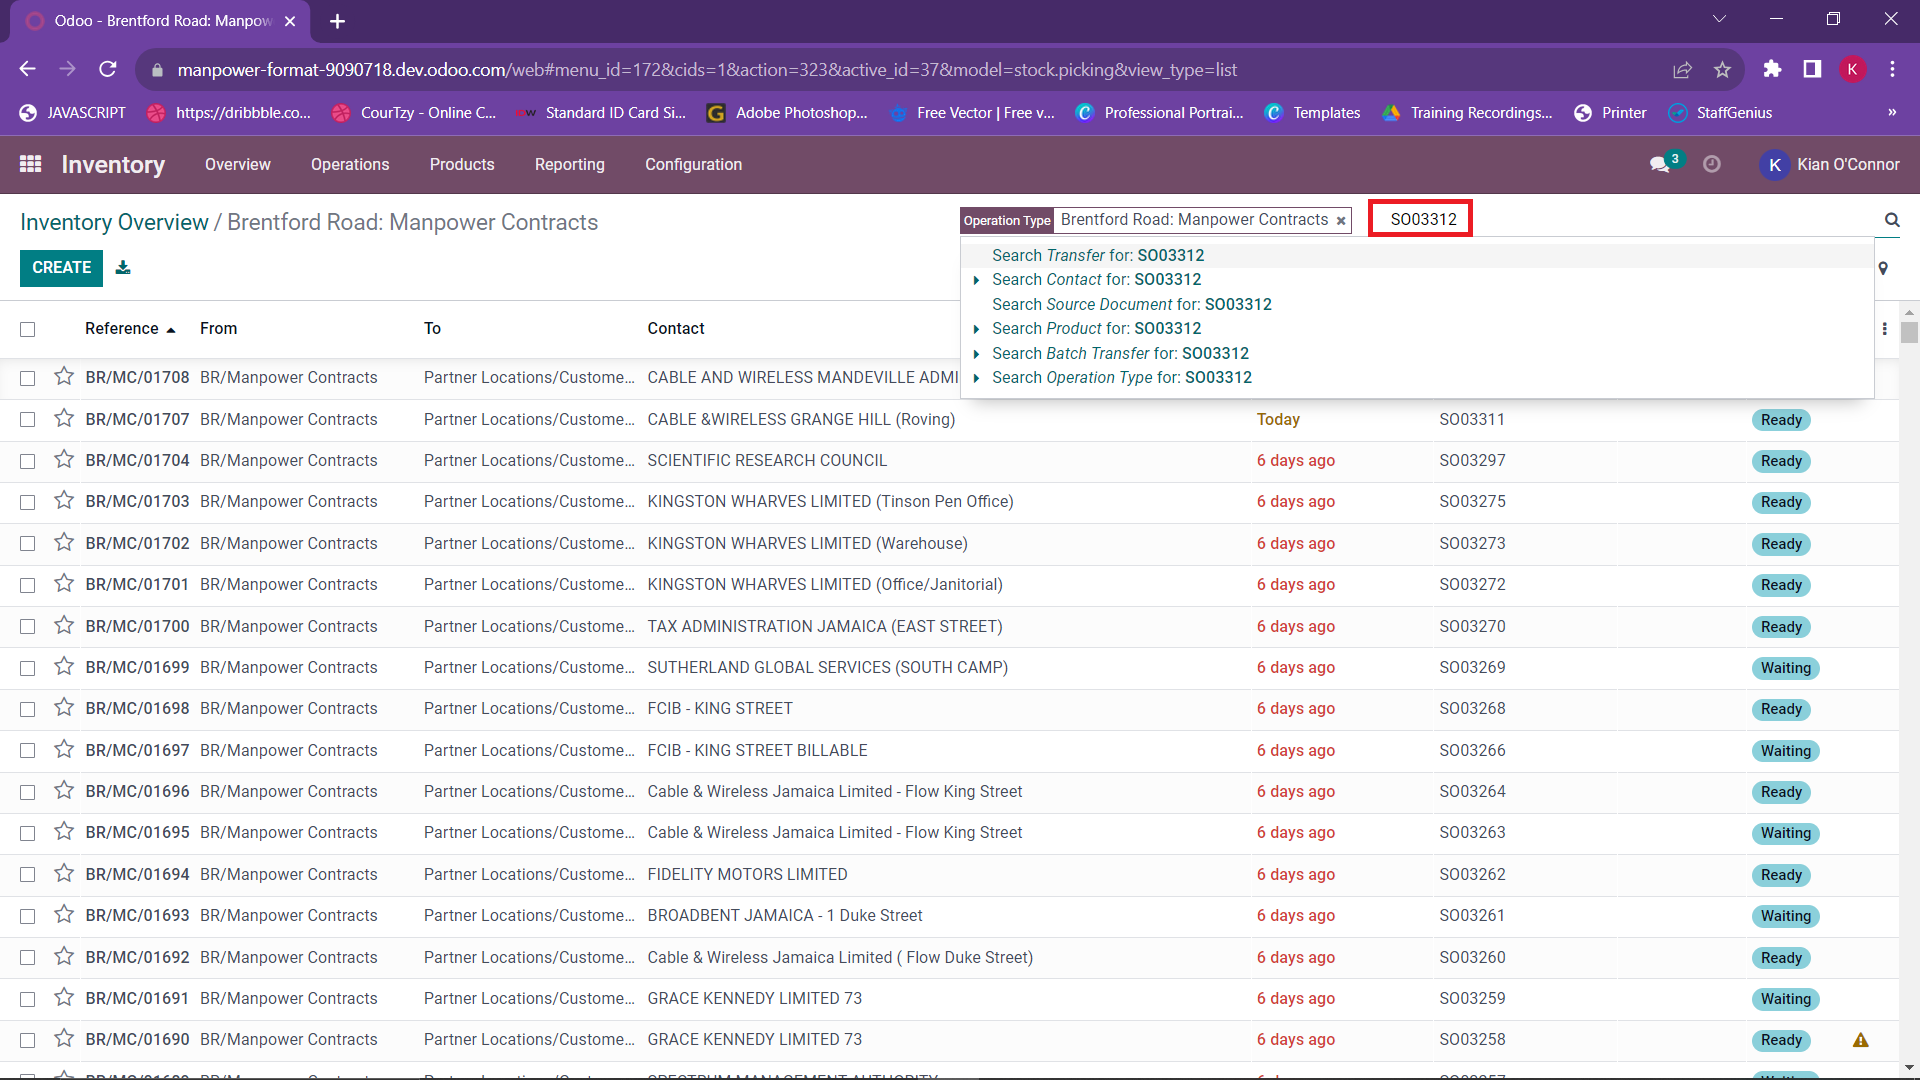 Odoo - Brentford Road: Manpow
manpower-format-9090718.dev.odoo.com/web#menu_id=172&cids=1&action=323&active_id=37&model=stock.picking&view_type=list
K
JAVASCRIPT https://dribbble.co... CourTzy - Online C... Standard ID Card Si... Adobe Photoshop... Free Vector | Free v... Professional Portrai... Templates Training Recordings... Printer StaffGenius »
Inventory Overview Operations Products Reporting Configuration 3 K Kian O'Connor
Inventory Overview / Brentford Road: Manpower Contracts
Operation Type Brentford Road: Manpower Contracts × SO03312
CREATE
Search Transfer for: SO03312
Search Contact for: SO03312
Search Source Document for: SO03312
Search Product for: SO03312
Search Batch Transfer for: SO03312
Search Operation Type for: SO03312
Reference From To Contact
BR/MC/01708 BR/Manpower Contracts Partner Locations/Custome... CABLE AND WIRELESS MANDEVILLE ADMI
BR/MC/01707 BR/Manpower Contracts Partner Locations/Custome... CABLE &WIRELESS GRANGE HILL (Roving) Today SO03311 Ready
BR/MC/01704 BR/Manpower Contracts Partner Locations/Custome... SCIENTIFIC RESEARCH COUNCIL 6 days ago SO03297 Ready
BR/MC/01703 BR/Manpower Contracts Partner Locations/Custome... KINGSTON WHARVES LIMITED (Tinson Pen Office) 6 days ago SO03275 Ready
BR/MC/01702 BR/Manpower Contracts Partner Locations/Custome... KINGSTON WHARVES LIMITED (Warehouse) 6 days ago SO03273 Ready
BR/MC/01701 BR/Manpower Contracts Partner Locations/Custome... KINGSTON WHARVES LIMITED (Office/Janitorial) 6 days ago SO03272 Ready
BR/MC/01700 BR/Manpower Contracts Partner Locations/Custome... TAX ADMINISTRATION JAMAICA (EAST STREET) 6 days ago SO03270 Ready
BR/MC/01699 BR/Manpower Contracts Partner Locations/Custome... SUTHERLAND GLOBAL SERVICES (SOUTH CAMP) 6 days ago SO03269 Waiting
BR/MC/01698 BR/Manpower Contracts Partner Locations/Custome... FCIB - KING STREET 6 days ago SO03268 Ready
BR/MC/01697 BR/Manpower Contracts Partner Locations/Custome... FCIB - KING STREET BILLABLE 6 days ago SO03266 Waiting
BR/MC/01696 BR/Manpower Contracts Partner Locations/Custome... Cable & Wireless Jamaica Limited - Flow King Street 6 days ago SO03264 Ready
BR/MC/01695 BR/Manpower Contracts Partner Locations/Custome... Cable & Wireless Jamaica Limited - Flow King Street 6 days ago SO03263 Waiting
BR/MC/01694 BR/Manpower Contracts Partner Locations/Custome... FIDELITY MOTORS LIMITED 6 days ago SO03262 Ready
BR/MC/01693 BR/Manpower Contracts Partner Locations/Custome... BROADBENT JAMAICA - 1 Duke Street 6 days ago SO03261 Waiting
BR/MC/01692 BR/Manpower Contracts Partner Locations/Custome... Cable & Wireless Jamaica Limited ( Flow Duke Street) 6 days ago SO03260 Ready
BR/MC/01691 BR/Manpower Contracts Partner Locations/Custome... GRACE KENNEDY LIMITED 73 6 days ago SO03259 Waiting
BR/MC/01690 BR/Manpower Contracts Partner Locations/Custome... GRACE KENNEDY LIMITED 73 6 days ago SO03258 Ready